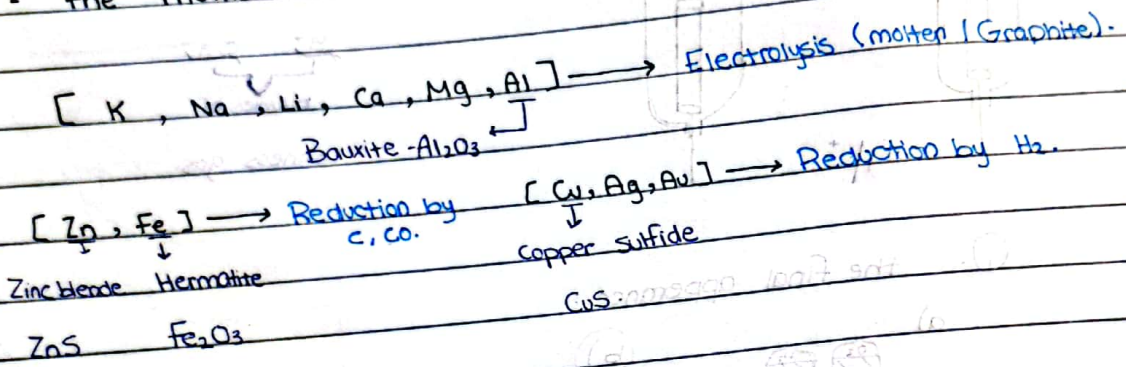 the
[ K , Na , Li , Ca , Mg , Al ] → Electrolysis (molten / Graphite).
Bauxite - Al2O3
[ Zn , Fe ] → Reduction by C, CO.
[ Cu, Ag, Au ] → Reduction by H2.
Zinc blende Hermatite
Copper sulfide
ZnS Fe2O3
CuS.